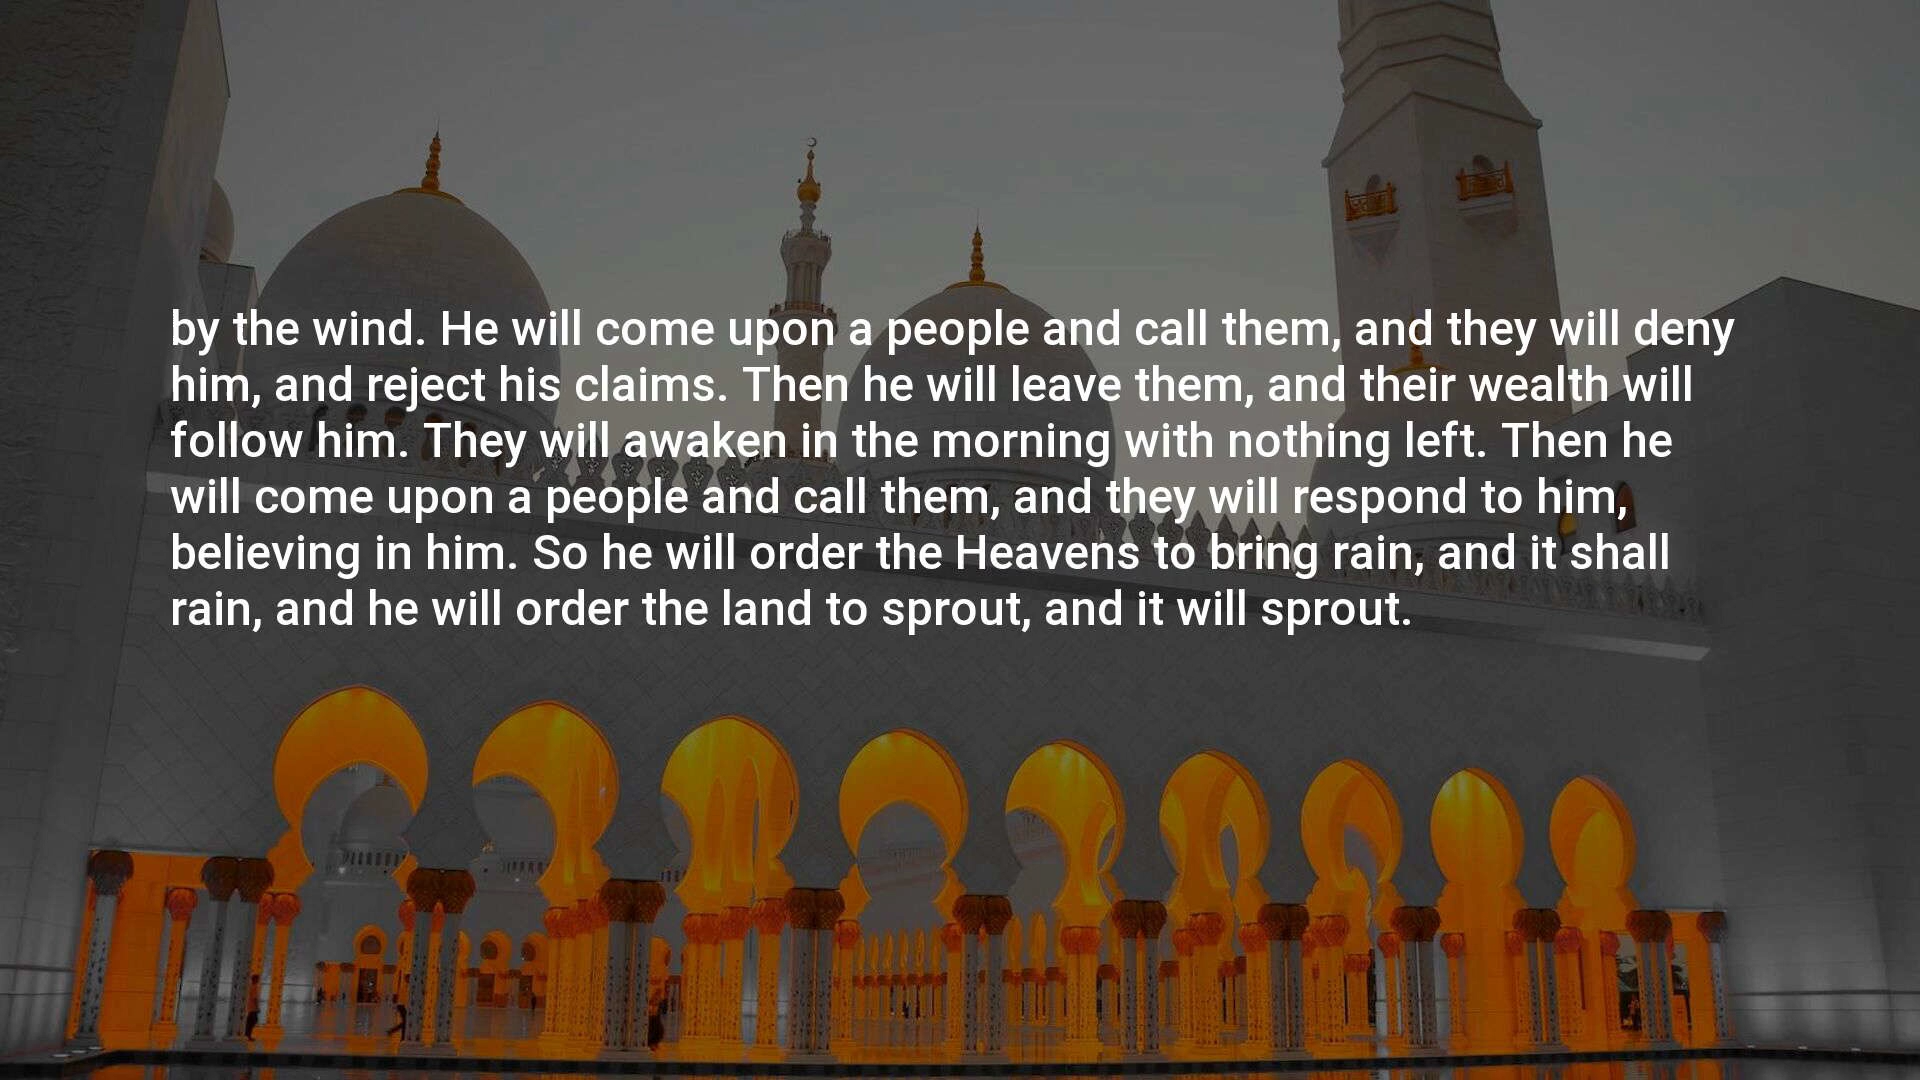 by the wind. He will come upon a people and call them, and they will deny
him, and reject his claims. Then he will leave them, and their wealth will
follow him. They will awaken in the morning with nothing left. Then he
will come upon a people and call them, and they will respond to him,
believing in him. So he will order the Heavens to bring rain, and it shall
rain, and he will order the land to sprout, and it will sprout.